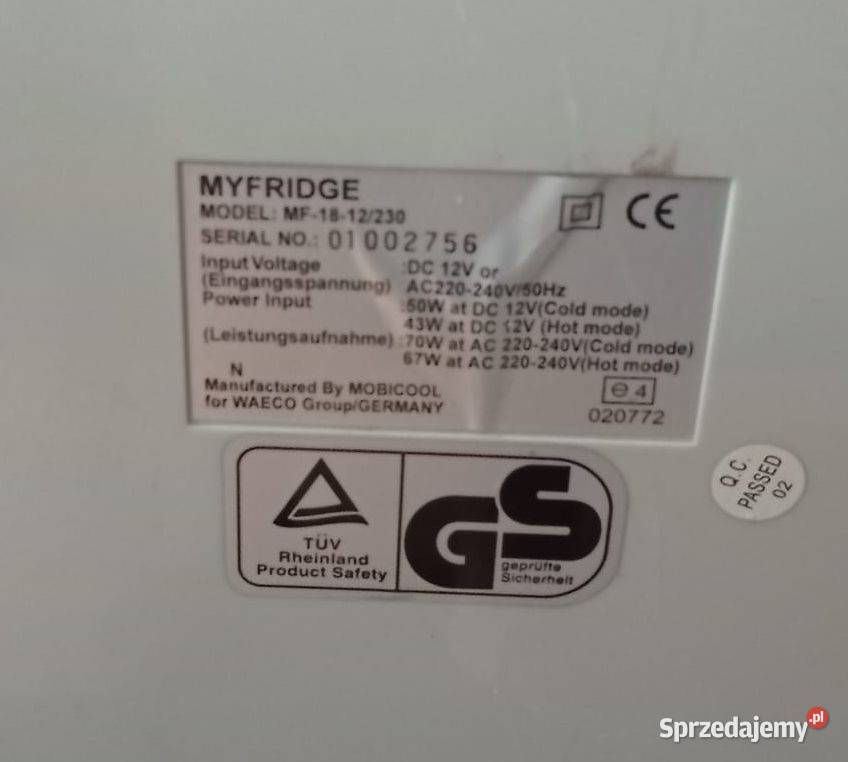 MYFRIDGE
MODEL: MF-18-12/230
SERIAL NO.: 01002756
Input Voltage :DC 12V or
(Eingangsspannung) AC220-240V/50Hz
Power Input :50W at DC 12V(Cold mode)
43W at DC 12V (Hot mode)
(Leistungsaufnahme) :70W at AC 220-240V(Cold mode)
67W at AC 220-240V(Hot mode)
N
Manufactured By MOBICOOL
for WAECO Group/GERMANY
CE
e 4
020772
TÜV
Rheinland
Product Safety
GS
geprüfte
Sicherheit
Q.C.
PASSED
02
Sprzedajemy.pl